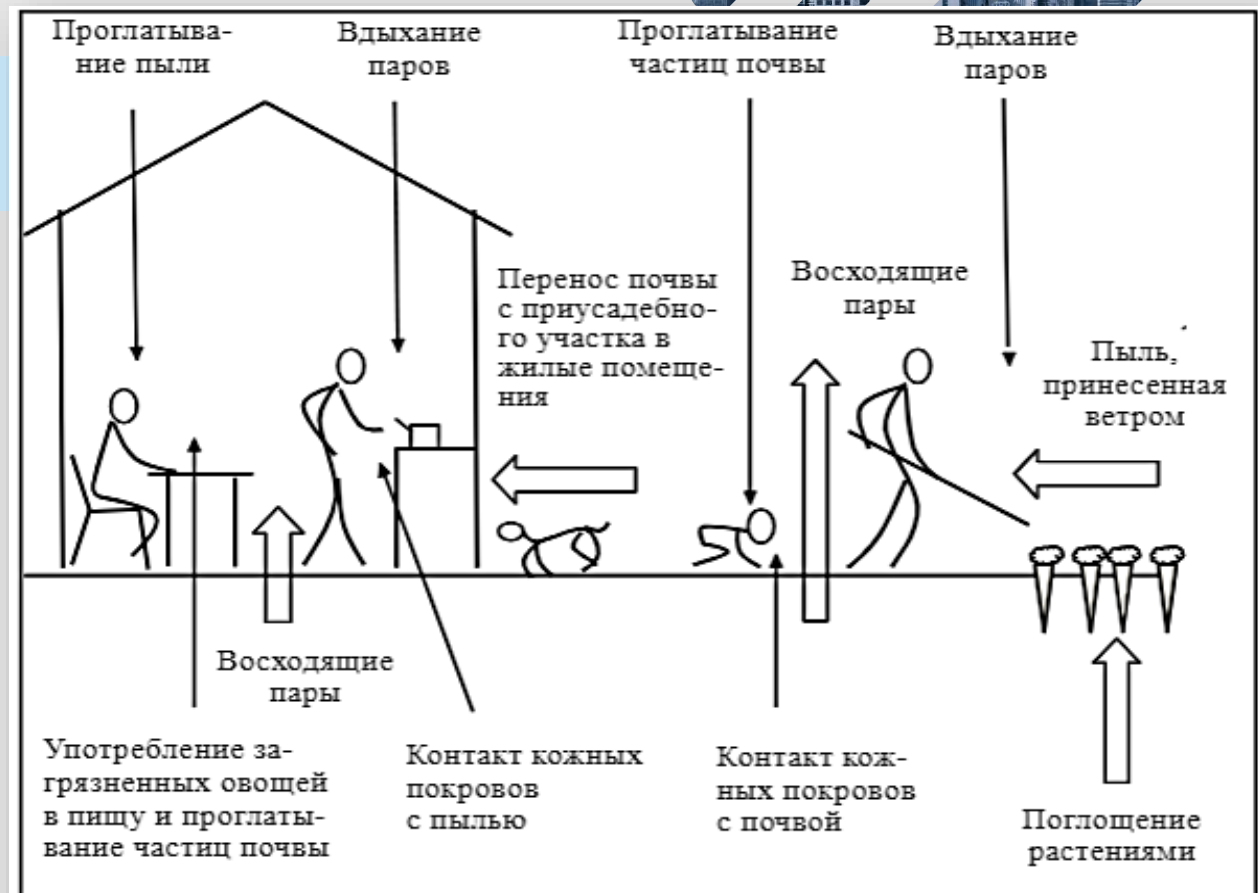 Проглатыва-
ние пыли
Вдыхание
паров
Проглатывание
частиц почвы
Вдыхание
паров
Перенос почвы
с приусадебно-
го участка в
жилые помеще-
ния
Восходящие
пары
Пыль,
принесенная
ветром
Восходящие
пары
Употребление за-
грязненных овощей
в пищу и проглаты-
вание частиц почвы
Контакт кожных
покровов
с пылью
Контакт кож-
ных покровов
с почвой
Поглощение
растениями